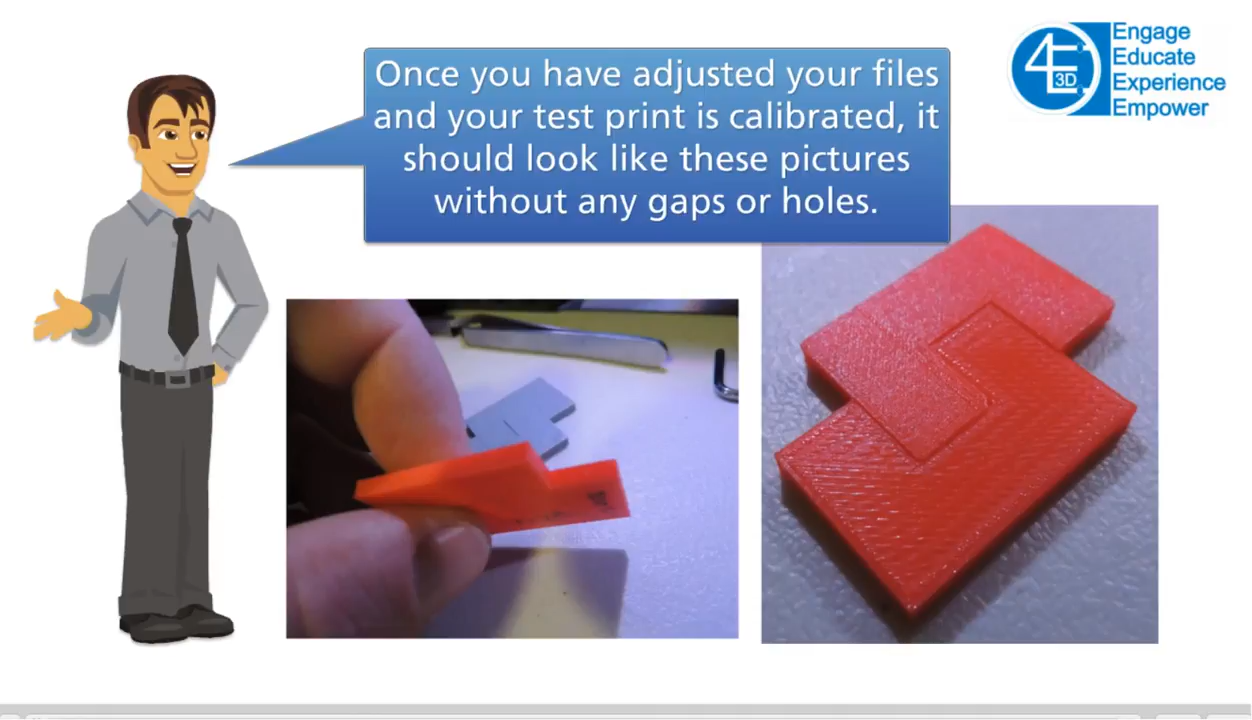 Once you have adjusted your files
and your test print is calibrated, it
should look like these pictures
without any gaps or holes.
4E
3D
Engage
Educate
Experience
Empower